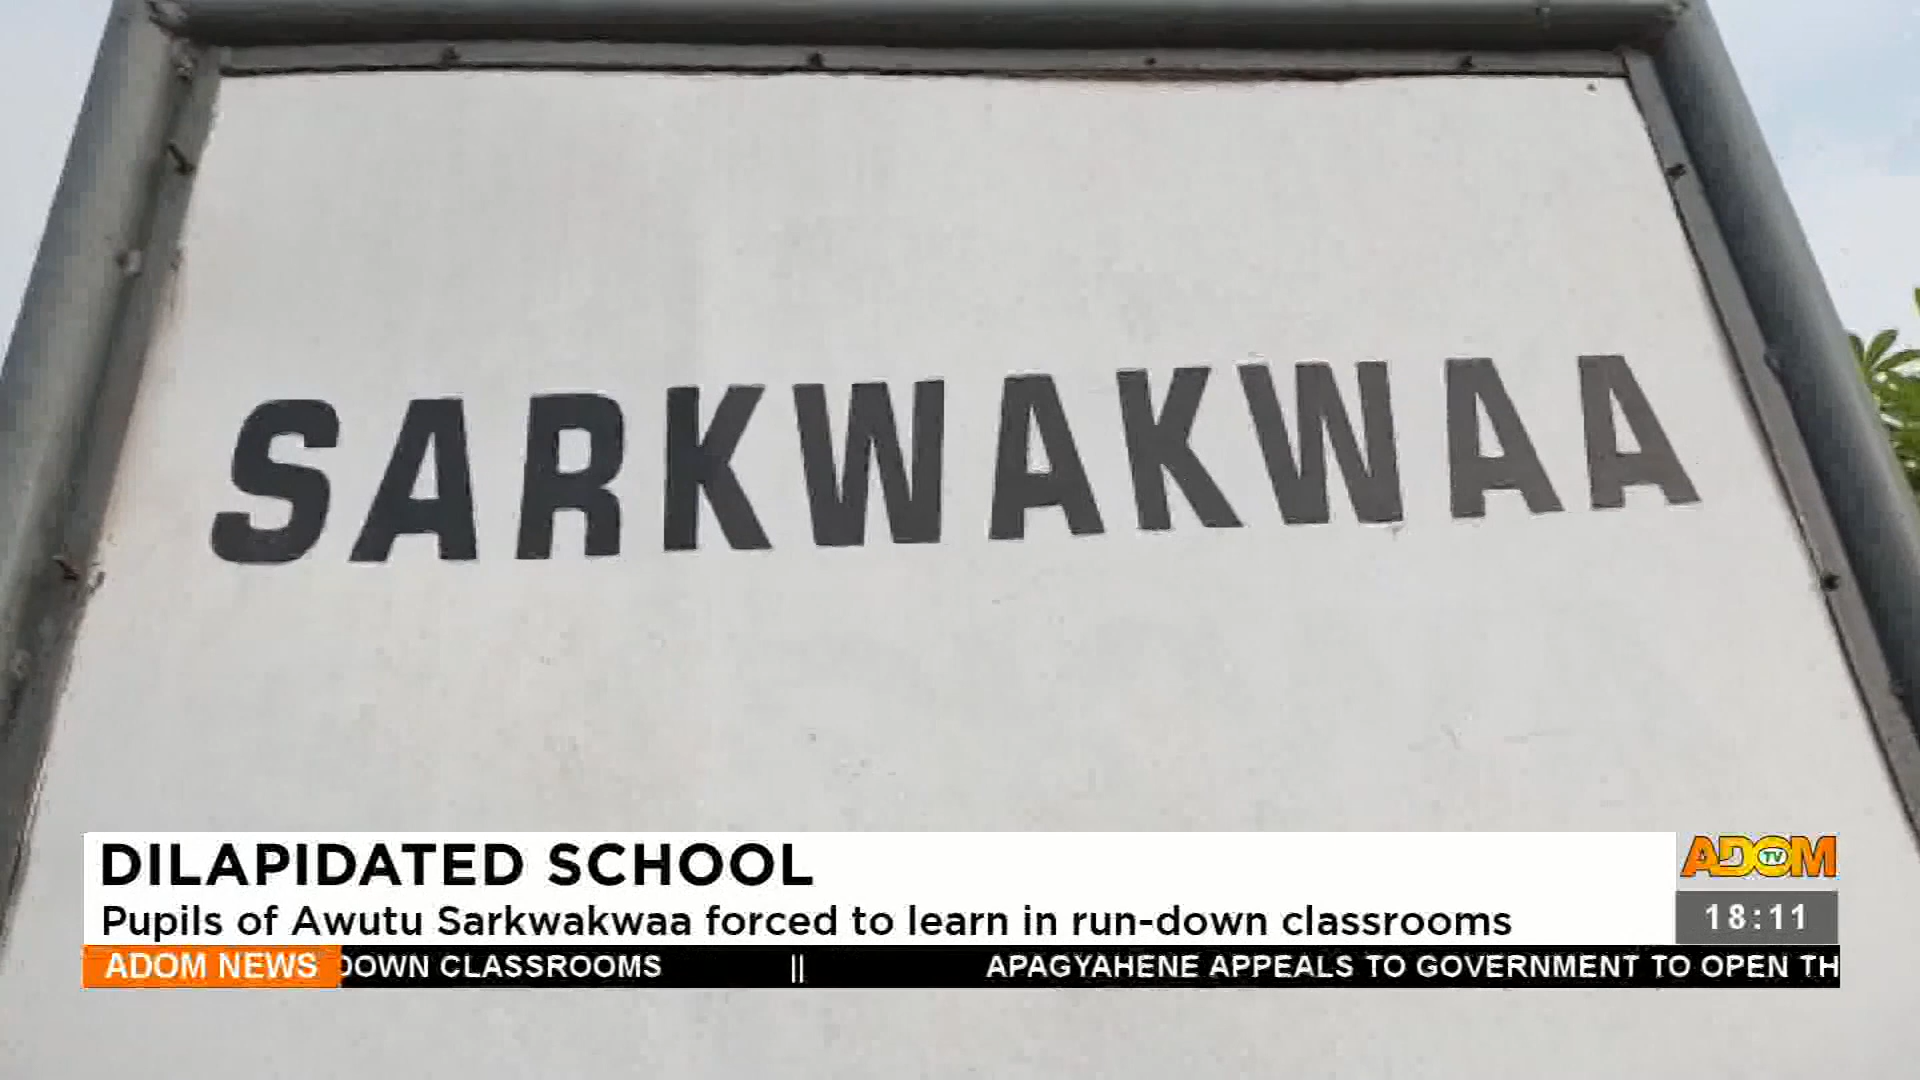 SARKWAKWAA
DILAPIDATED SCHOOL
Pupils of Awutu Sarkwakwaa forced to learn in run-down classrooms
ADOM TV
18:11
ADOM NEWS
DOWN CLASSROOMS || APAGYAHENE APPEALS TO GOVERNMENT TO OPEN TH